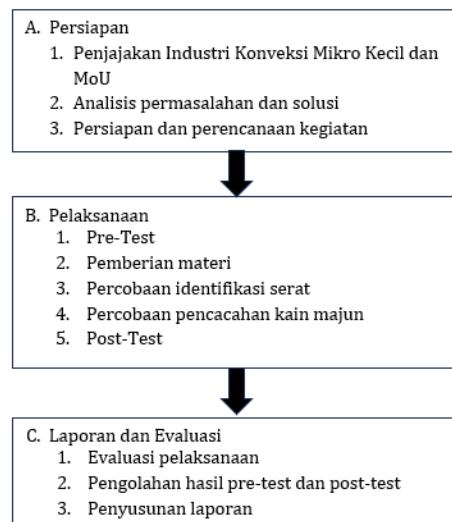 A. Persiapan
1. Penjajakan Industri Konveksi Mikro Kecil dan
MoU
2. Analisis permasalahan dan solusi
3. Persiapan dan perencanaan kegiatan
B. Pelaksanaan
1. Pre-Test
2. Pemberian materi
3. Percobaan identifikasi serat
4. Percobaan pencacahan kain majun
5. Post-Test
C. Laporan dan Evaluasi
1. Evaluasi pelaksanaan
2. Pengolahan hasil pre-test dan post-test
3. Penyusunan laporan